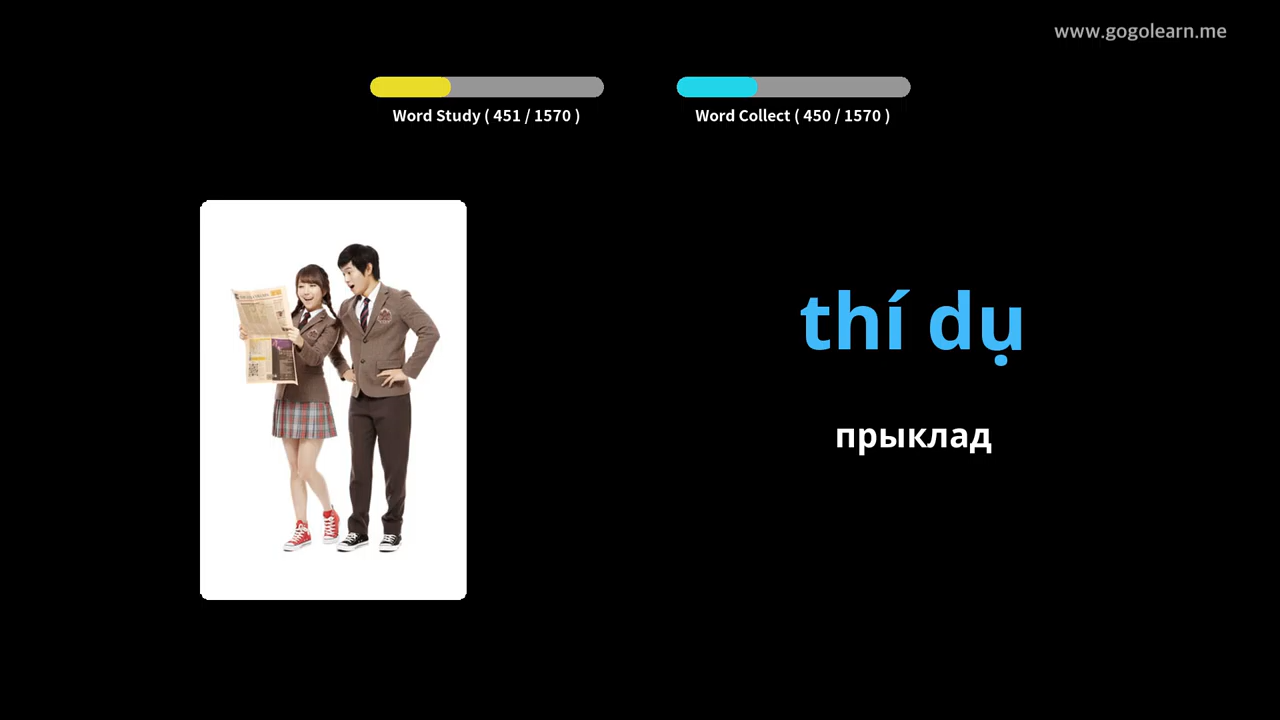 www.gogolearn.me
Word Study ( 451 / 1570 )
Word Collect ( 450 / 1570 )
thí dụ
прыклад